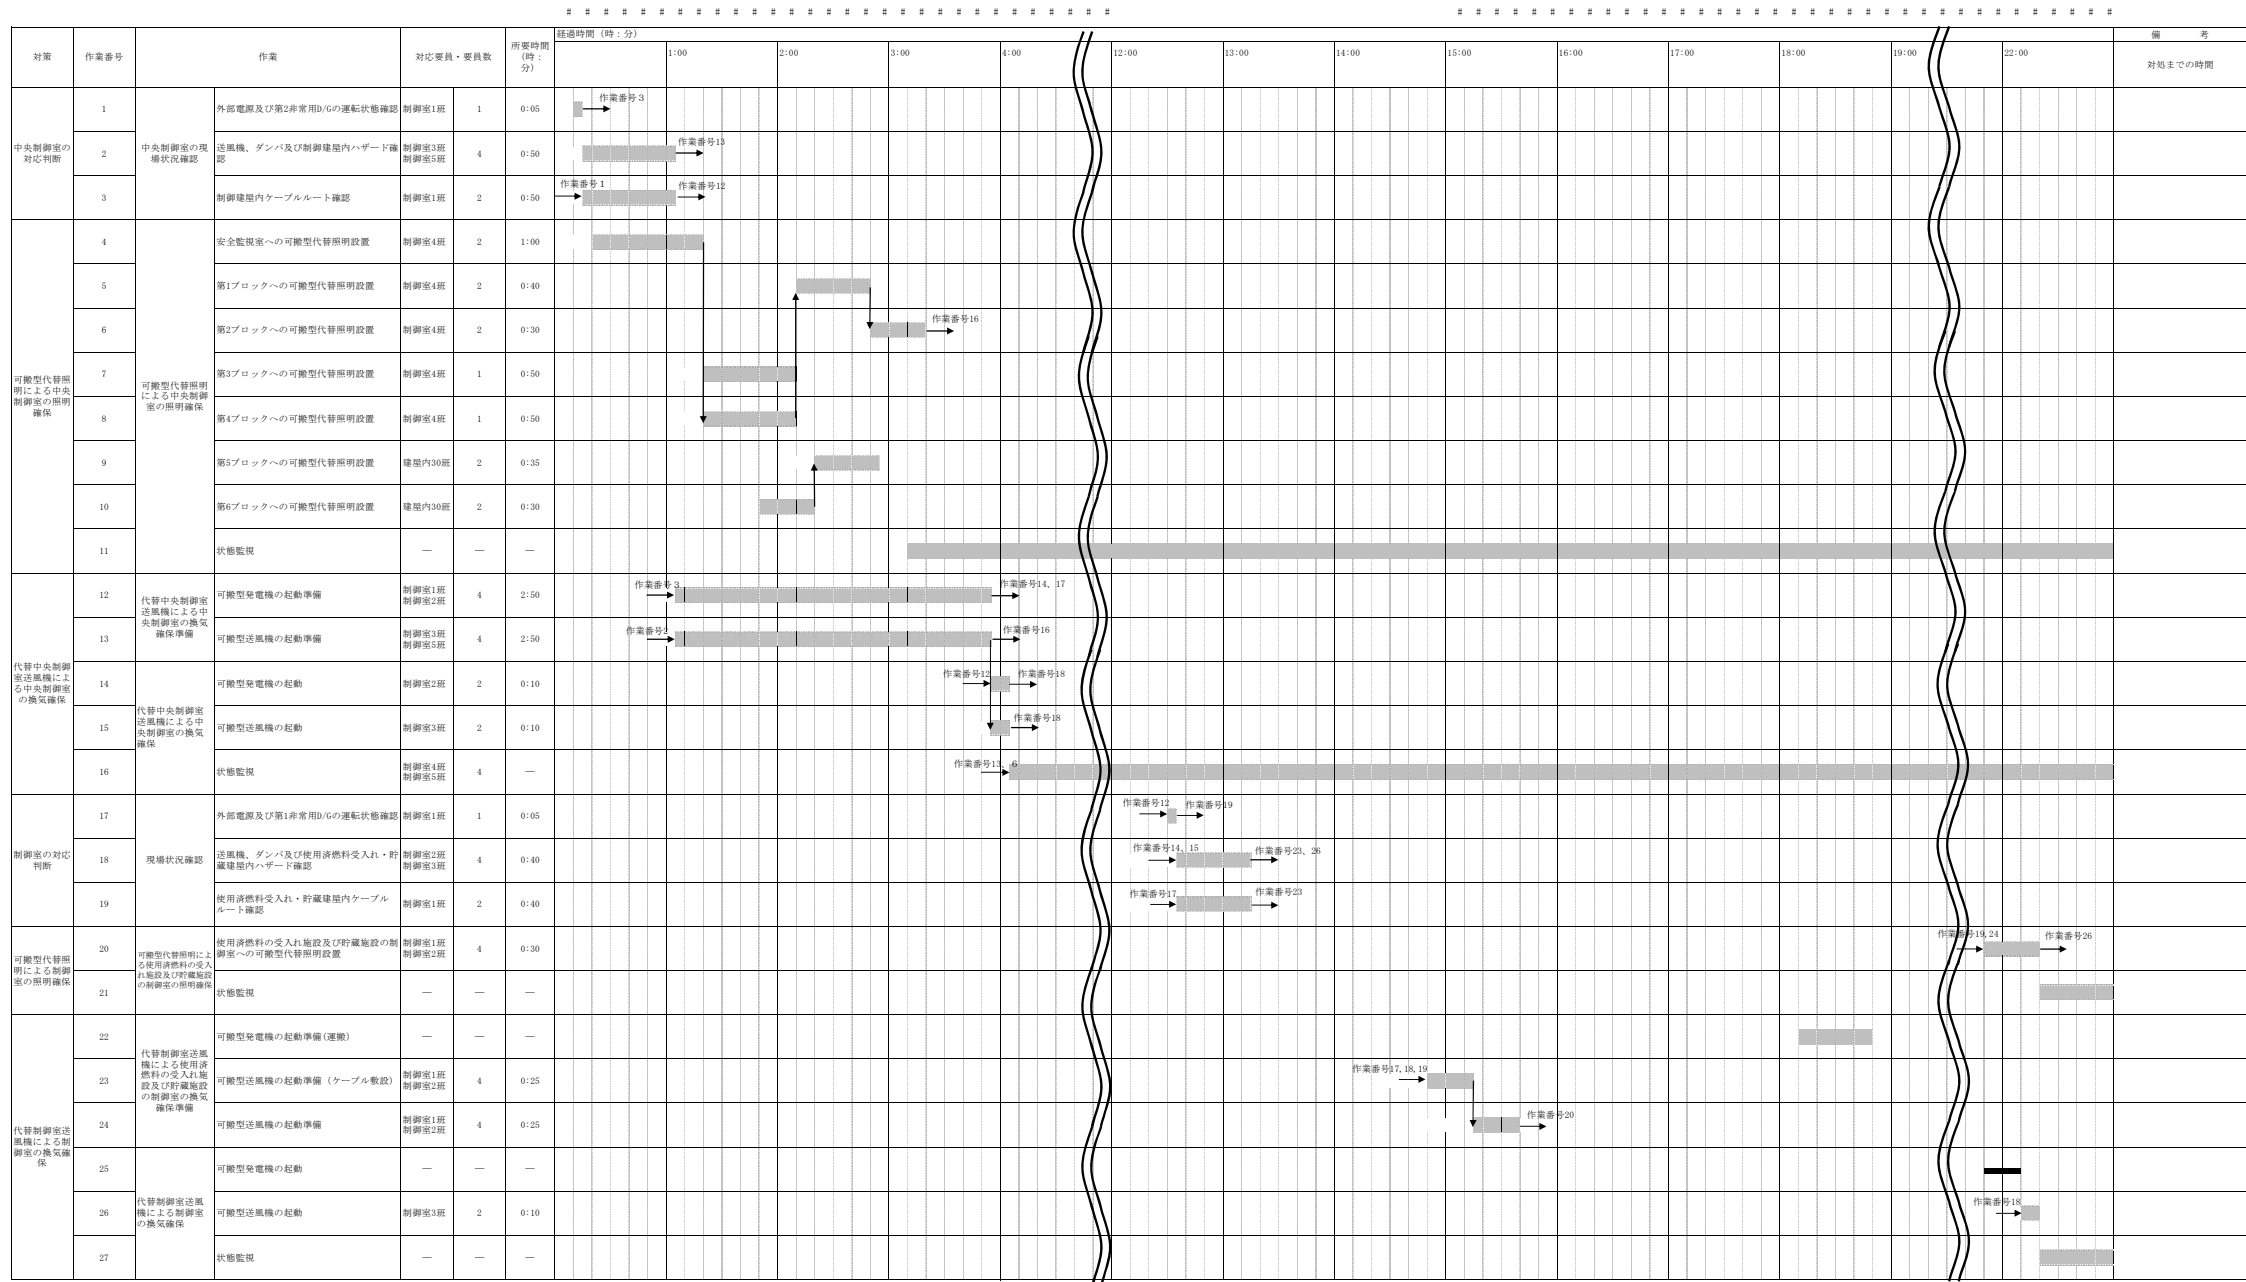 # # # # # # # # # # # # # # # # # # # # # # # # # # # # # # # # # # # # # # # # # # # # # # # # # # # # # # # # # # # # # # # # # #
対策
作業番号
作業
対応要員・要員数
所要時間
(時:
分)
経過時間(時:分)
1:00
2:00
3:00
4:00
12:00
13:00
14:00
15:00
16:00
17:00
18:00
19:00
22:00
備 考
対処までの時間
中央制御室の
対応判断
中央制御室の現
場状況確認
1
外部電源及び第2非常用D/Gの運転状態確認
制御室1班
1
0:05
作業番号3
2
送風機、ダンパ及び制御建屋内ハザード確
認
制御室3班
制御室5班
4
0:50
作業番号13
3
制御建屋内ケーブルルート確認
制御室1班
2
0:50
作業番号1
作業番号12
可搬型代替照
明による中央
制御室の照明
確保
可搬型代替照明
による中央制御
室の照明確保
4
安全監視室への可搬型代替照明設置
制御室4班
2
1:00
5
第1ブロックへの可搬型代替照明設置
制御室4班
2
0:40
6
第2ブロックへの可搬型代替照明設置
制御室4班
2
0:30
作業番号16
7
第3ブロックへの可搬型代替照明設置
制御室4班
1
0:50
8
第4ブロックへの可搬型代替照明設置
制御室4班
1
0:50
9
第5ブロックへの可搬型代替照明設置
建屋内30班
2
0:35
10
第6ブロックへの可搬型代替照明設置
建屋内30班
2
0:30
11
状態監視
―
―
―
代替中央制御
室送風機によ
る中央制御室
の換気確保
代替中央制御室
送風機による中
央制御室の換気
確保準備
12
可搬型発電機の起動準備
制御室1班
制御室2班
4
2:50
作業番号3
作業番号14、17
13
可搬型送風機の起動準備
制御室3班
制御室5班
4
2:50
作業番号2
作業番号16
代替中央制御室
送風機による中
央制御室の換気
確保
14
可搬型発電機の起動
制御室2班
2
0:10
作業番号12
作業番号18
15
可搬型送風機の起動
制御室3班
2
0:10
作業番号18
16
状態監視
制御室4班
制御室5班
4
―
作業番号13、6
制御室の対応
判断
現場状況確認
17
外部電源及び第1非常用D/Gの運転状態確認
制御室1班
1
0:05
作業番号12
作業番号19
18
送風機、ダンパ及び使用済燃料受入れ・貯
蔵建屋内ハザード確認
制御室2班
制御室3班
4
0:40
作業番号14、15
作業番号23、26
19
使用済燃料受入れ・貯蔵建屋内ケーブル
ルート確認
制御室1班
2
0:40
作業番号17
作業番号23
可搬型代替照
明による制御
室の照明確保
可搬型代替照明によ
る使用済燃料の受入
れ施設及び貯蔵施設
の制御室の照明確保
20
使用済燃料の受入れ施設及び貯蔵施設の制
御室への可搬型代替照明設置
制御室1班
制御室2班
4
0:30
作業番号19,24
作業番号26
21
状態監視
―
―
―
代替制御室送
風機による制
御室の換気確
保
代替制御室送風
機による使用済
燃料の受入れ施
設及び貯蔵施設
の制御室の換気
確保準備
22
可搬型発電機の起動準備(運搬)
―
―
―
23
可搬型送風機の起動準備(ケーブル敷設)
制御室1班
制御室2班
4
0:25
作業番号17,18,19
24
可搬型送風機の起動準備
制御室1班
制御室2班
4
0:25
作業番号20
代替制御室送風
機による制御室
の換気確保
25
可搬型発電機の起動
―
―
―
26
可搬型送風機の起動
制御室3班
2
0:10
作業番号18
27
状態監視
―
―
―